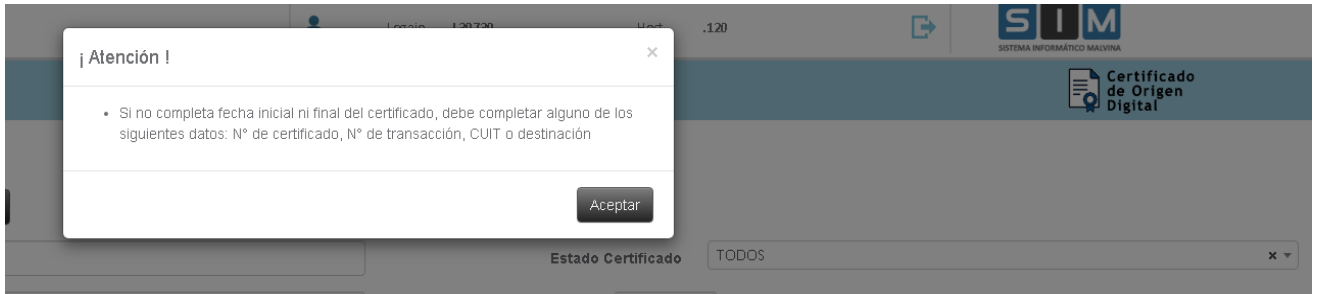 Legajo L20720 Host .120
SIM
SISTEMA INFORMÁTICO MALVINA
¡ Atención !
×
Certificado
de Origen
Digital
• Si no completa fecha inicial ni final del certificado, debe completar alguno de los
siguientes datos: N° de certificado, N° de transacción, CUIT o destinación
Aceptar
Estado Certificado TODOS ×